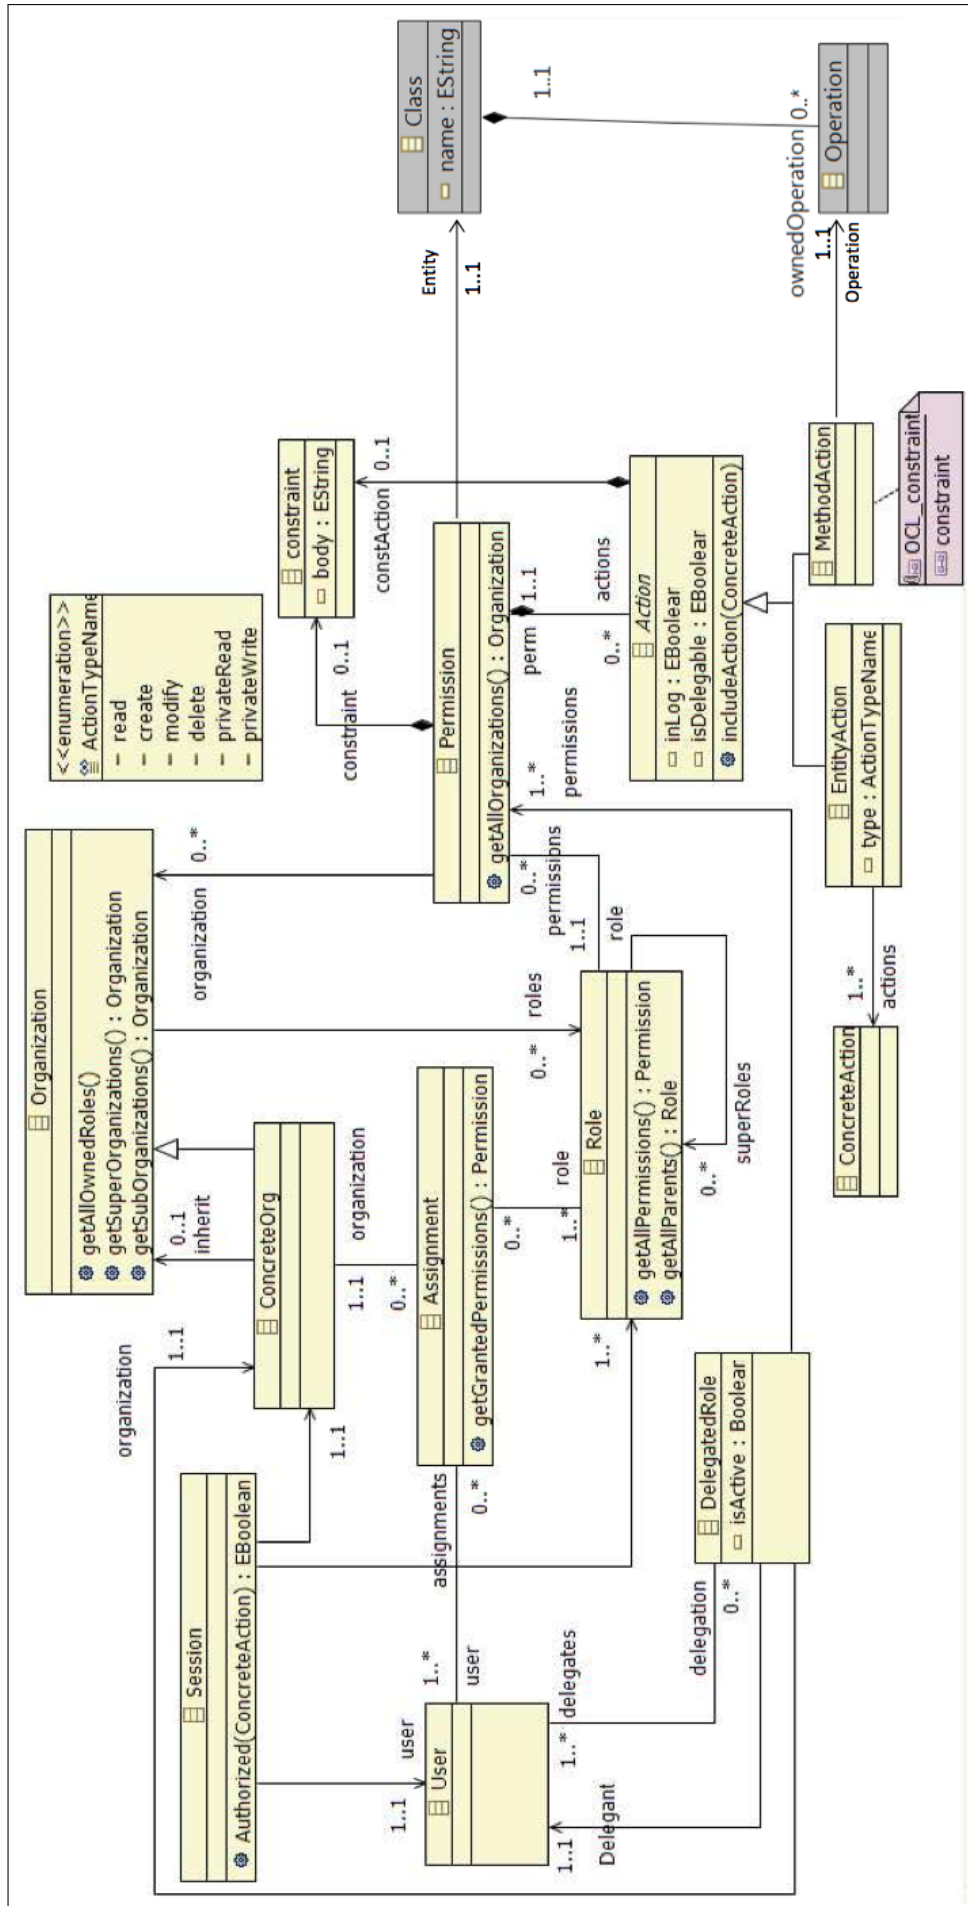 Organization
getAllOwnedRoles()
getSuperOrganizations() : Organization
getSubOrganizations() : Organization
<<enumeration>>
ActionTypeName
read
create
modify
delete
privateRead
privateWrite
organization
1..1
0..1
inherit
organization
0..*
Session
Authorized(ConcreteAction) : EBoolean
ConcreteOrg
1..1
1..1
organization
0..*
constraint
body : EString
constraint
0..1
constAction
0..1
user
1..1
User
1..*
user
assignments
0..*
Assignment
getGrantedPermissions() : Permission
0..*
role
1..*
roles
0..*
Permission
getAllOrganizations() : Organization
perm
1..1
0..*
permissions
1..1
role
1..*
permissions
actions
0..*
Entity
1..1
Class
name : EString
1..1
Role
getAllPermissions() : Permission
getAllParents() : Role
1..*
superRoles
0..*
Action
inLog : EBoolear
isDelegable : EBoolear
includeAction(ConcreteAction)
1..1
Delegant
1..*
delegates
delegation
0..*
DelegatedRole
isActive : Boolear
ConcreteAction
1..*
actions
EntityAction
type : ActionTypeName
MethodAction
OCL_constraint
constraint
ownedOperation
0..*
1..1
Operation
Operation